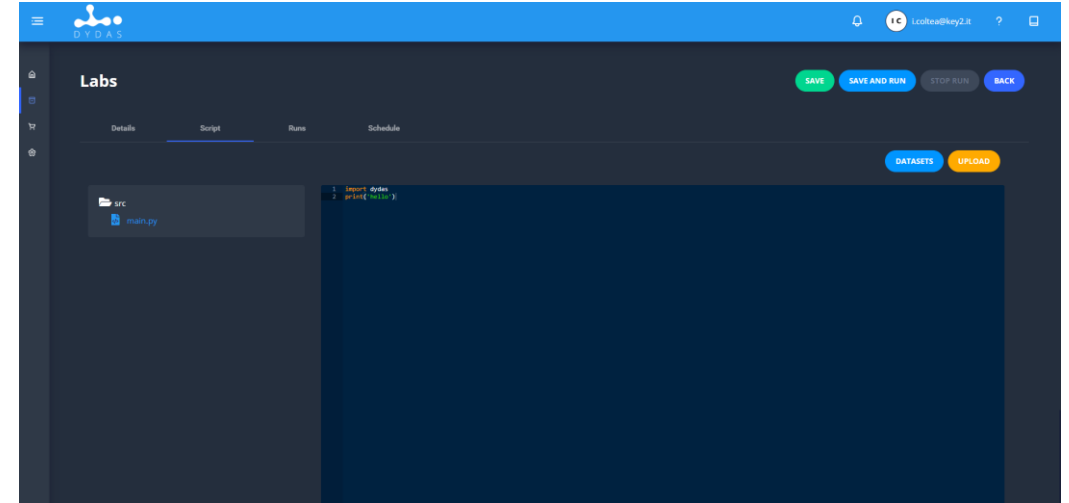 DYDAS
IC i.coltea@key2.it ?
Labs
SAVE SAVE AND RUN STOP RUN BACK
Details Script Runs Schedule
DATASETS UPLOAD
src
main.py
1 import dydas
2 print('hello')